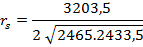 r_s = 3203,5 / (2 √2465.2433,5)